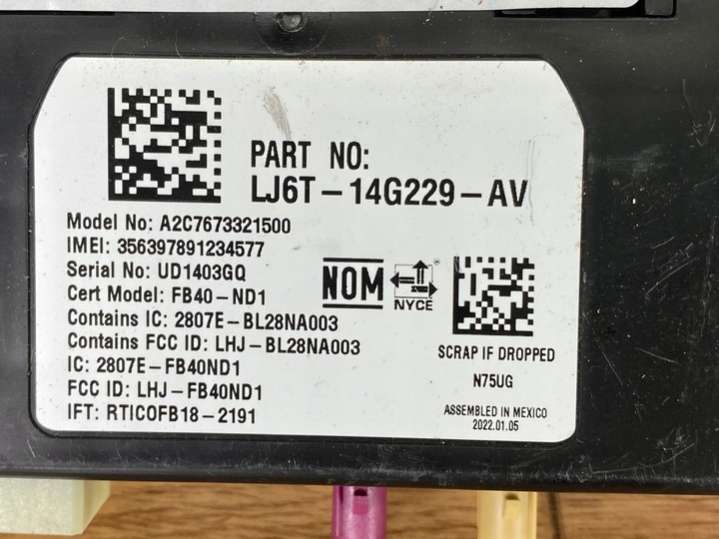 PART NO:
LJ6T-14G229-AV
Model No: A2C7673321500
IMEI: 356397891234577
Serial No: UD1403GQ
Cert Model: FB40-ND1
Contains IC: 2807E-BL28NA003
Contains FCC ID: LHJ-BL28NA003
IC: 2807E-FB40ND1
FCC ID: LHJ-FB40ND1
IFT: RTICOFB18-2191
NOM
NYCE
SCRAP IF DROPPED
N75UG
ASSEMBLED IN MEXICO
2022.01.05